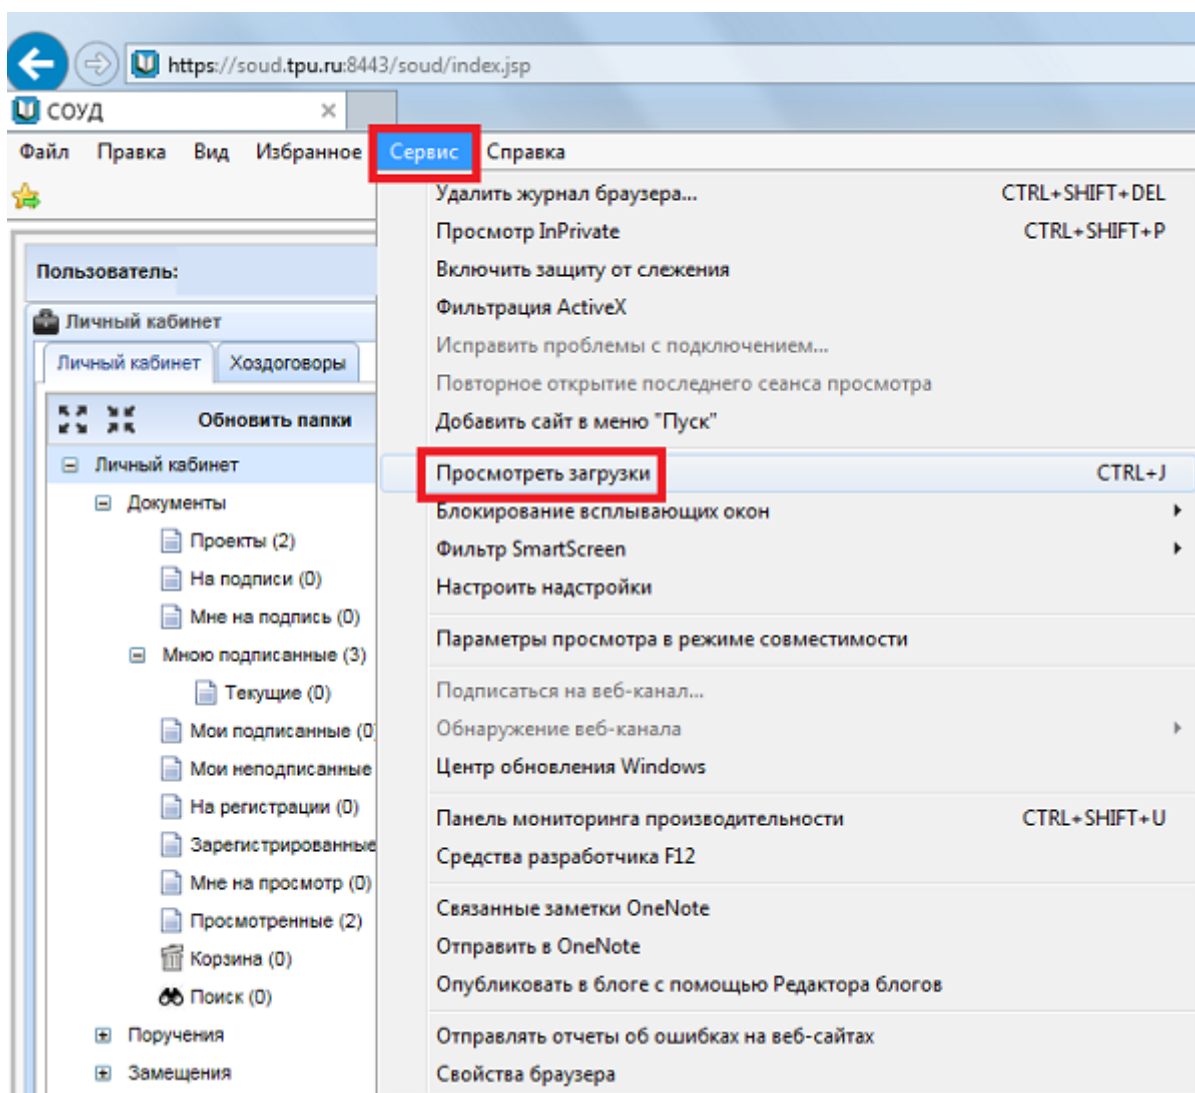 https://soud.tpu.ru:8443/soud/index.jsp
СОУД
Файл Правка Вид Избранное Сервис Справка
Удалить журнал браузера... CTRL+SHIFT+DEL
Просмотр InPrivate CTRL+SHIFT+P
Включить защиту от слежения
Фильтрация ActiveX
Исправить проблемы с подключением...
Повторное открытие последнего сеанса просмотра
Добавить сайт в меню "Пуск"
Просмотреть загрузки CTRL+J
Блокирование всплывающих окон
Фильтр SmartScreen
Настроить надстройки
Параметры просмотра в режиме совместимости
Подписаться на веб-канал...
Обнаружение веб-канала
Центр обновления Windows
Панель мониторинга производительности CTRL+SHIFT+U
Средства разработчика F12
Связанные заметки OneNote
Отправить в OneNote
Опубликовать в блоге с помощью Редактора блогов
Отправлять отчеты об ошибках на веб-сайтах
Свойства браузера
Пользователь:
Личный кабинет
Личный кабинет Хоздоговоры
Обновить папки
Личный кабинет
Документы
Проекты (2)
На подписи (0)
Мне на подпись (0)
Мною подписанные (3)
Текущие (0)
Мои подписанные (0)
Мои неподписанные
На регистрации (0)
Зарегистрированные
Мне на просмотр (0)
Просмотренные (2)
Корзина (0)
Поиск (0)
Поручения
Замещения